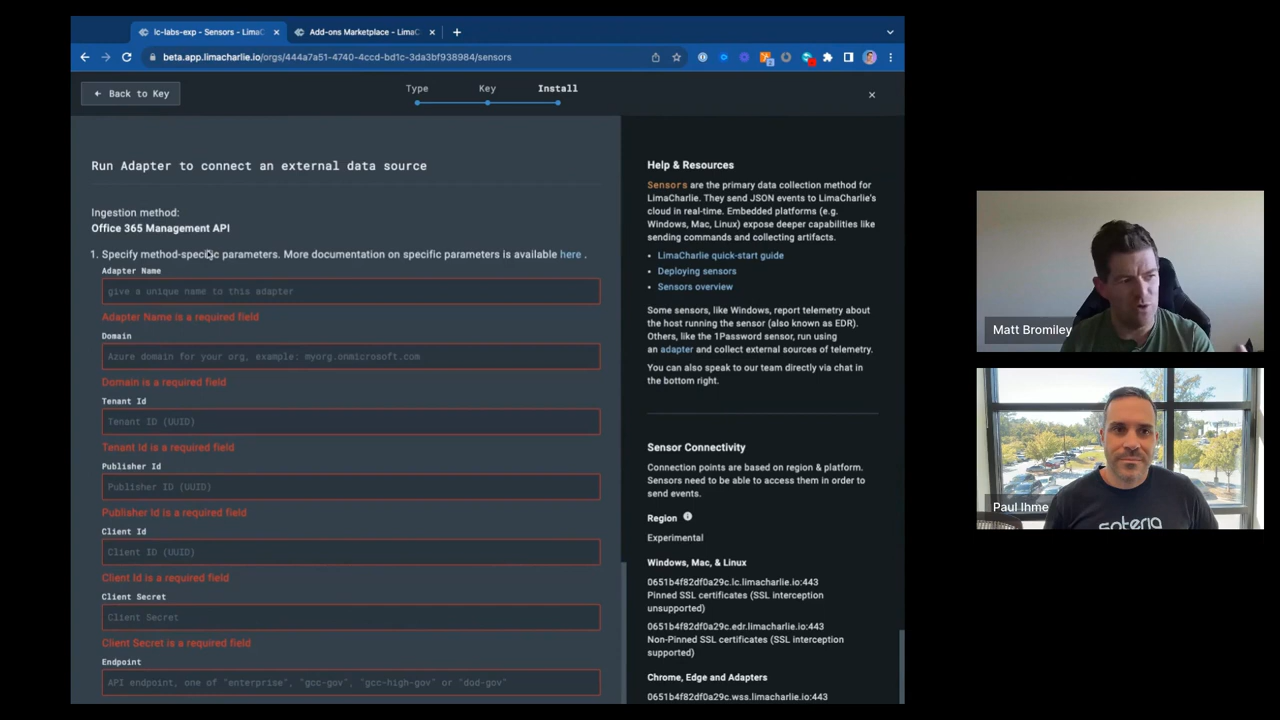 lc-labs-exp - Sensors - LimaC
Add-ons Marketplace - LimaC
beta.app.limacharlie.io/orgs/444a7a51-4740-4ccd-bd1c-3da3bf938984/sensors
Back to Key
Type
Key
Install
Run Adapter to connect an external data source
Ingestion method:
Office 365 Management API
1. Specify method-specific parameters. More documentation on specific parameters is available here .
Adapter Name
give a unique name to this adapter
Adapter Name is a required field
Domain
Azure domain for your org, example: myorg.onmicrosoft.com
Domain is a required field
Tenant Id
Tenant ID (UUID)
Tenant Id is a required field
Publisher Id
Publisher ID (UUID)
Publisher Id is a required field
Client Id
Client ID (UUID)
Client Id is a required field
Client Secret
Client Secret
Client Secret is a required field
Endpoint
API endpoint, one of "enterprise", "gcc-gov", "gcc-high-gov" or "dod-gov"
Help & Resources
Sensors are the primary data collection method for
LimaCharlie. They send JSON events to LimaCharlie's
cloud in real-time. Embedded platforms (e.g.
Windows, Mac, Linux) expose deeper capabilities like
sending commands and collecting artifacts.
• LimaCharlie quick-start guide
• Deploying sensors
• Sensors overview
Some sensors, like Windows, report telemetry about
the host running the sensor (also known as EDR).
Others, like the 1Password sensor, run using
an adapter and collect external sources of telemetry.
You can also speak to our team directly via chat in
the bottom right.
Sensor Connectivity
Connection points are based on region & platform.
Sensors need to be able to access them in order to
send events.
Region
Experimental
Windows, Mac, & Linux
0651b4f82df0a29c.lc.limacharlie.io:443
Pinned SSL certificates (SSL interception
unsupported)
0651b4f82df0a29c.edr.limacharlie.io:443
Non-Pinned SSL certificates (SSL interception
supported)
Chrome, Edge and Adapters
0651b4f82df0a29c.wss.limacharlie.io:443
Matt Bromiley
Paul Ihme
soteria